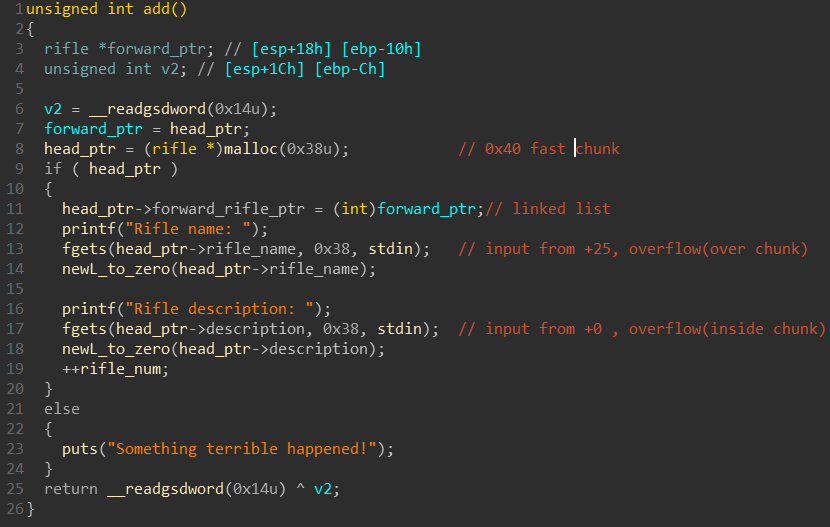 1 unsigned int add()
2 {
3   rifle *forward_ptr; // [esp+18h] [ebp-10h]
4   unsigned int v2; // [esp+1Ch] [ebp-Ch]
5
6   v2 = __readgsdword(0x14u);
7   forward_ptr = head_ptr;
8   head_ptr = (rifle *)malloc(0x38u);            // 0x40 fast chunk
9   if ( head_ptr )
10   {
11     head_ptr->forward_rifle_ptr = (int)forward_ptr;// linked list
12     printf("Rifle name: ");
13     fgets(head_ptr->rifle_name, 0x38, stdin);   // input from +25, overflow(over chunk)
14     newL_to_zero(head_ptr->rifle_name);
15
16     printf("Rifle description: ");
17     fgets(head_ptr->description, 0x38, stdin);  // input from +0 , overflow(inside chunk)
18     newL_to_zero(head_ptr->description);
19     ++rifle_num;
20   }
21   else
22   {
23     puts("Something terrible happened!");
24   }
25   return __readgsdword(0x14u) ^ v2;
26 }